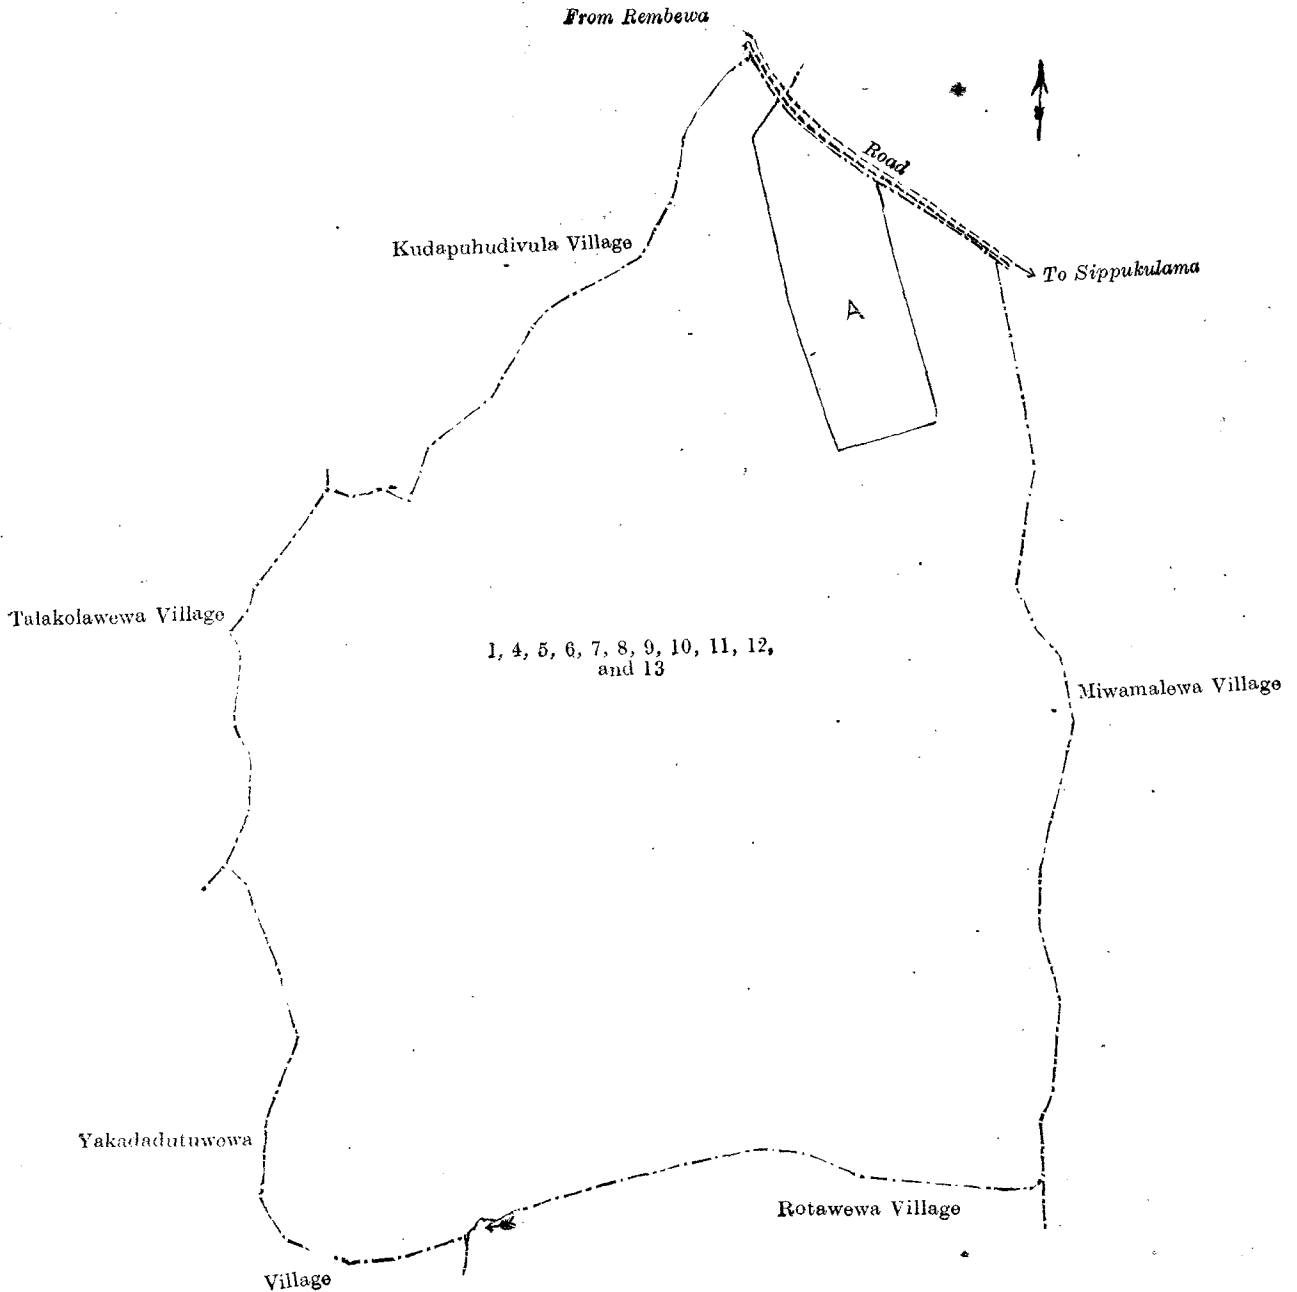 From Rembewa
Road
Kudapuhudivula Village
To Sippukulama
A
Talakolawewa Village
1, 4, 5, 6, 7, 8, 9, 10, 11, 12,
and 13
Miwamalewa Village
Yakadadutuwewa
Rotawewa Village
Village